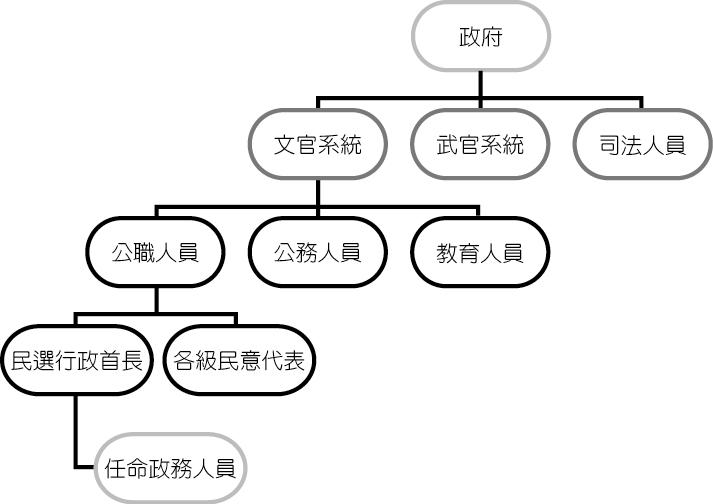 政府
文官系統
武官系統
司法人員
公職人員
公務人員
教育人員
民選行政首長
各級民意代表
任命政務人員